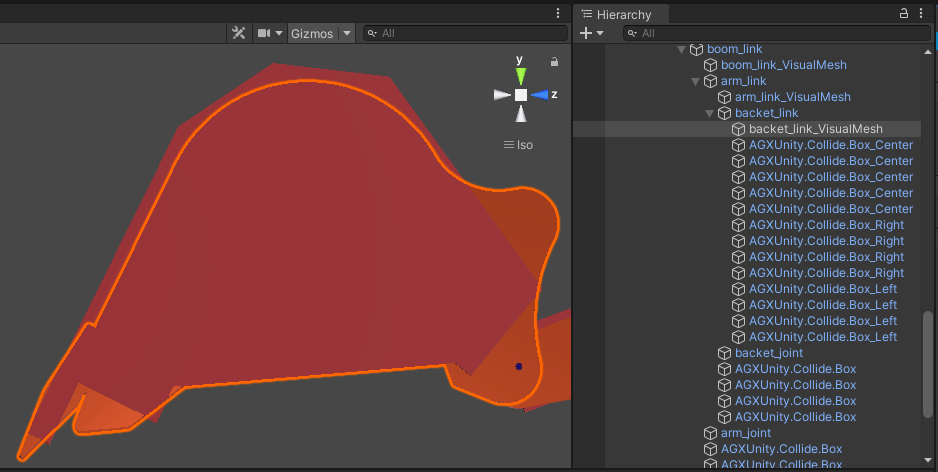 Gizmos
All
y
z
Iso
Hierarchy
All
boom_link
boom_link_VisualMesh
arm_link
arm_link_VisualMesh
backet_link
backet_link_VisualMesh
AGXUnity.Collide.Box_Center
AGXUnity.Collide.Box_Center
AGXUnity.Collide.Box_Center
AGXUnity.Collide.Box_Center
AGXUnity.Collide.Box_Center
AGXUnity.Collide.Box_Right
AGXUnity.Collide.Box_Right
AGXUnity.Collide.Box_Right
AGXUnity.Collide.Box_Right
AGXUnity.Collide.Box_Left
AGXUnity.Collide.Box_Left
AGXUnity.Collide.Box_Left
AGXUnity.Collide.Box_Left
backet_joint
AGXUnity.Collide.Box
AGXUnity.Collide.Box
AGXUnity.Collide.Box
AGXUnity.Collide.Box
arm_joint
AGXUnity.Collide.Box
AGXUnity.Collide.Box